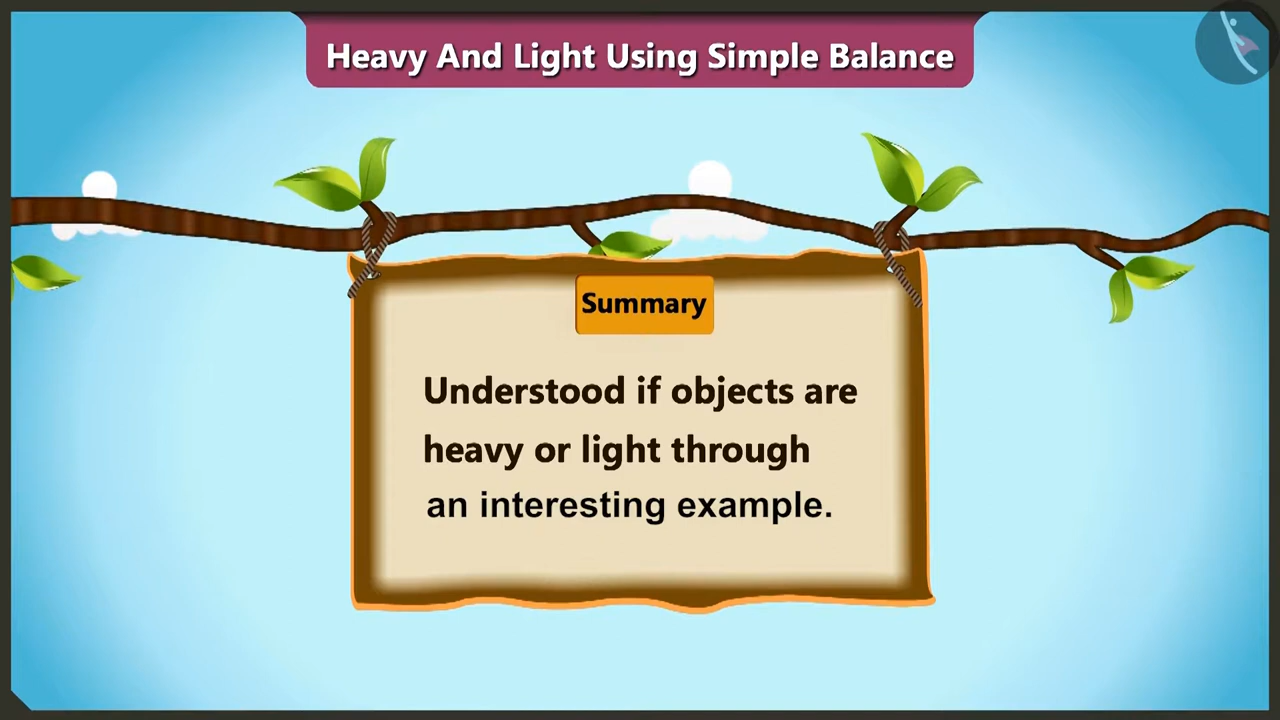 Heavy And Light Using Simple Balance
Summary
Understood if objects are
heavy or light through
an interesting example.